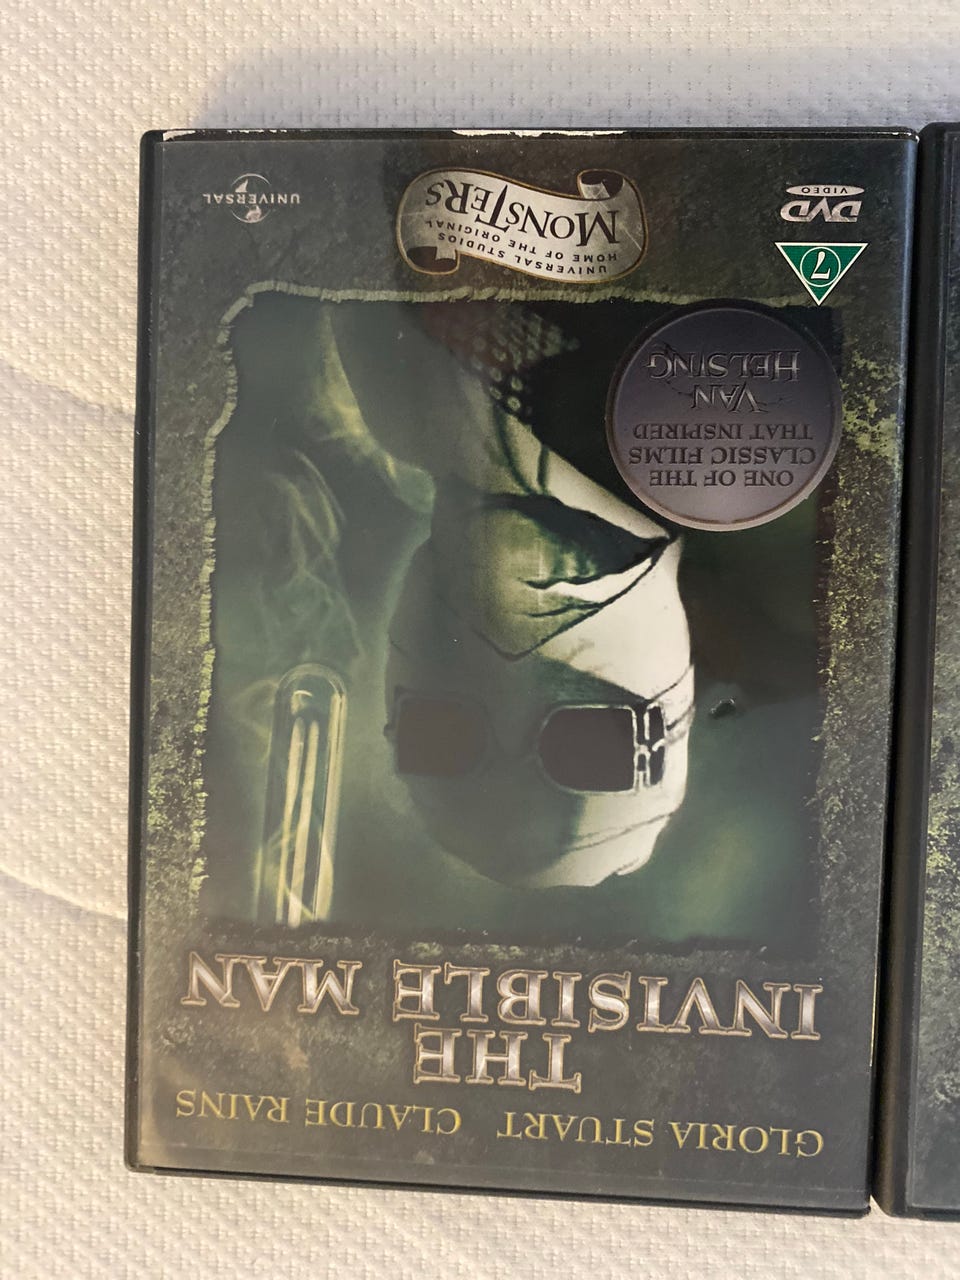 GLORIA STUART CLAUDE RAINS
THE
INVISIBLE MAN
ONE OF THE
CLASSIC FILMS
THAT INSPIRED
VAN
HELSING
7
DVD
VIDEO
UNIVERSAL STUDIOS
HOME OF THE ORIGINAL
MONSTERS
UNIVERSAL